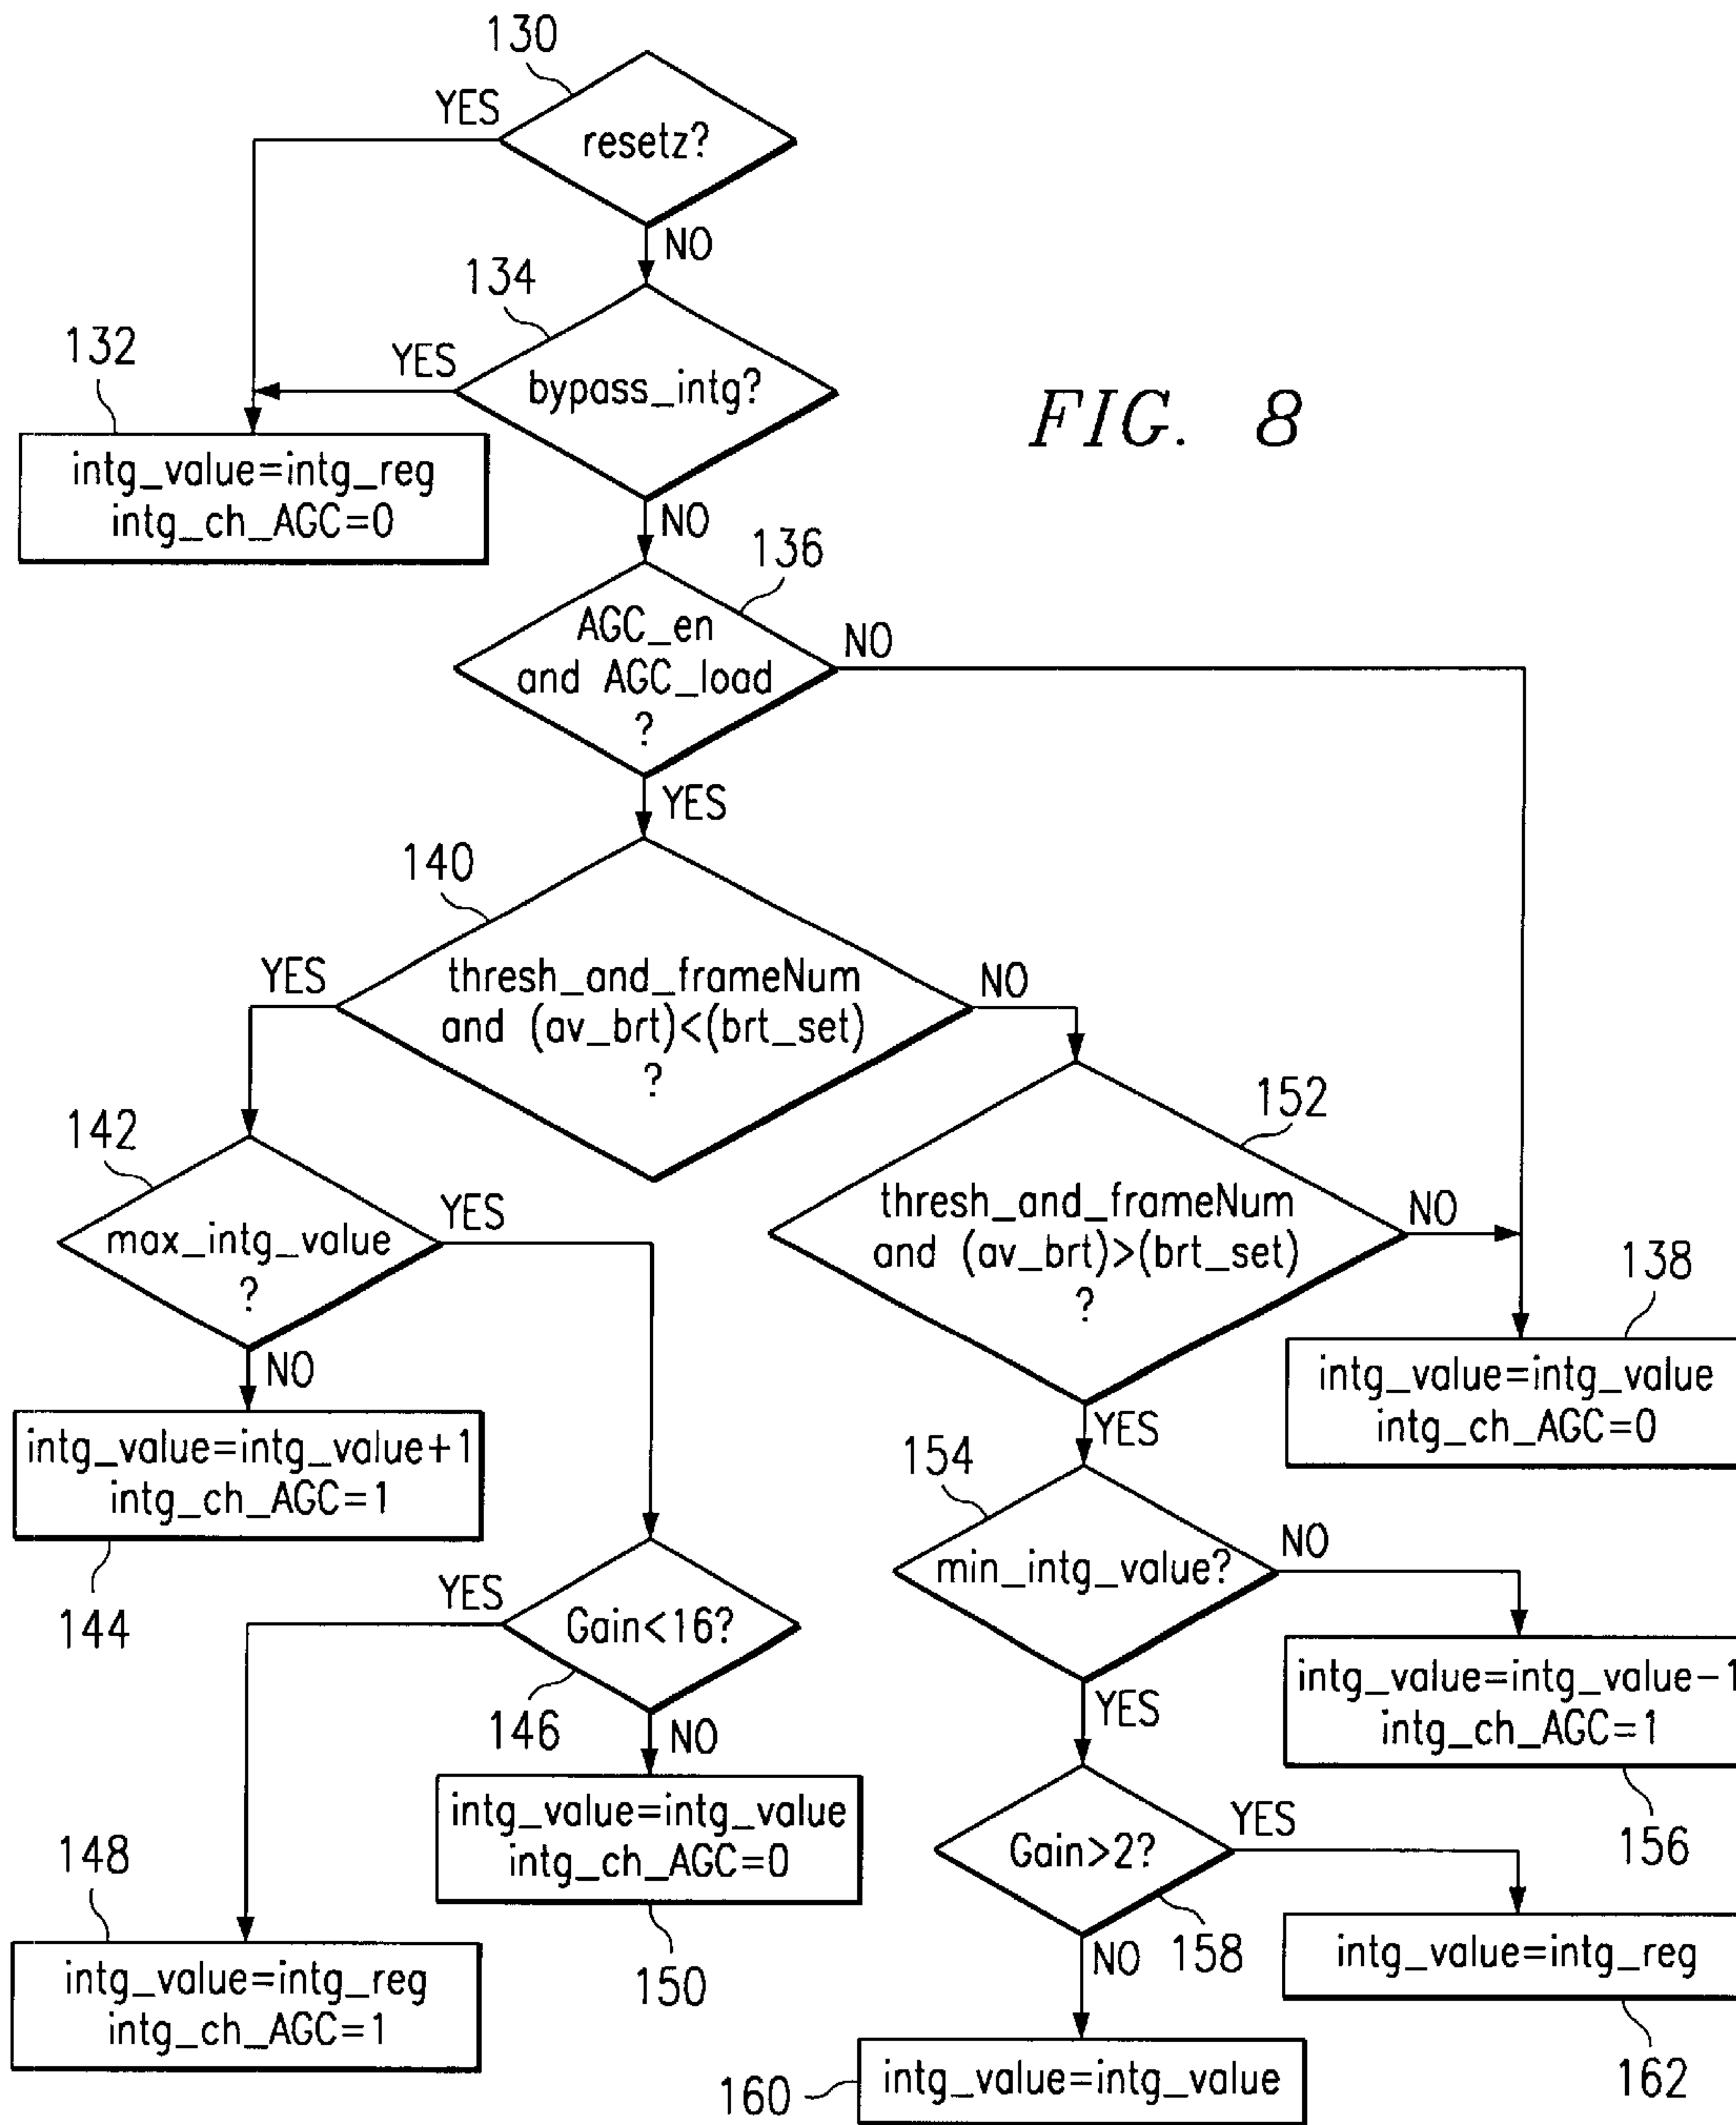 130
YES
resetz?
NO
134
132
YES
bypass_intg?
FIG. 8
intg_value=intg_reg
intg_ch_AGC=0
NO
136
AGC_en
and AGC_load
?
NO
YES
140
YES
thresh_and_frameNum
and (av_brt)<(brt_set)
?
NO
142
152
max_intg_value
?
YES
thresh_and_frameNum
and (av_brt)>(brt_set)
?
NO
138
NO
intg_value=intg_value
intg_ch_AGC=0
intg_value=intg_value+1
intg_ch_AGC=1
YES
154
144
YES
Gain<16?
min_intg_value?
NO
146
NO
YES
intg_value=intg_value-1
intg_ch_AGC=1
intg_value=intg_value
intg_ch_AGC=0
Gain>2?
YES
156
148
150
NO
158
intg_value=intg_reg
intg_value=intg_reg
intg_ch_AGC=1
160
intg_value=intg_value
162